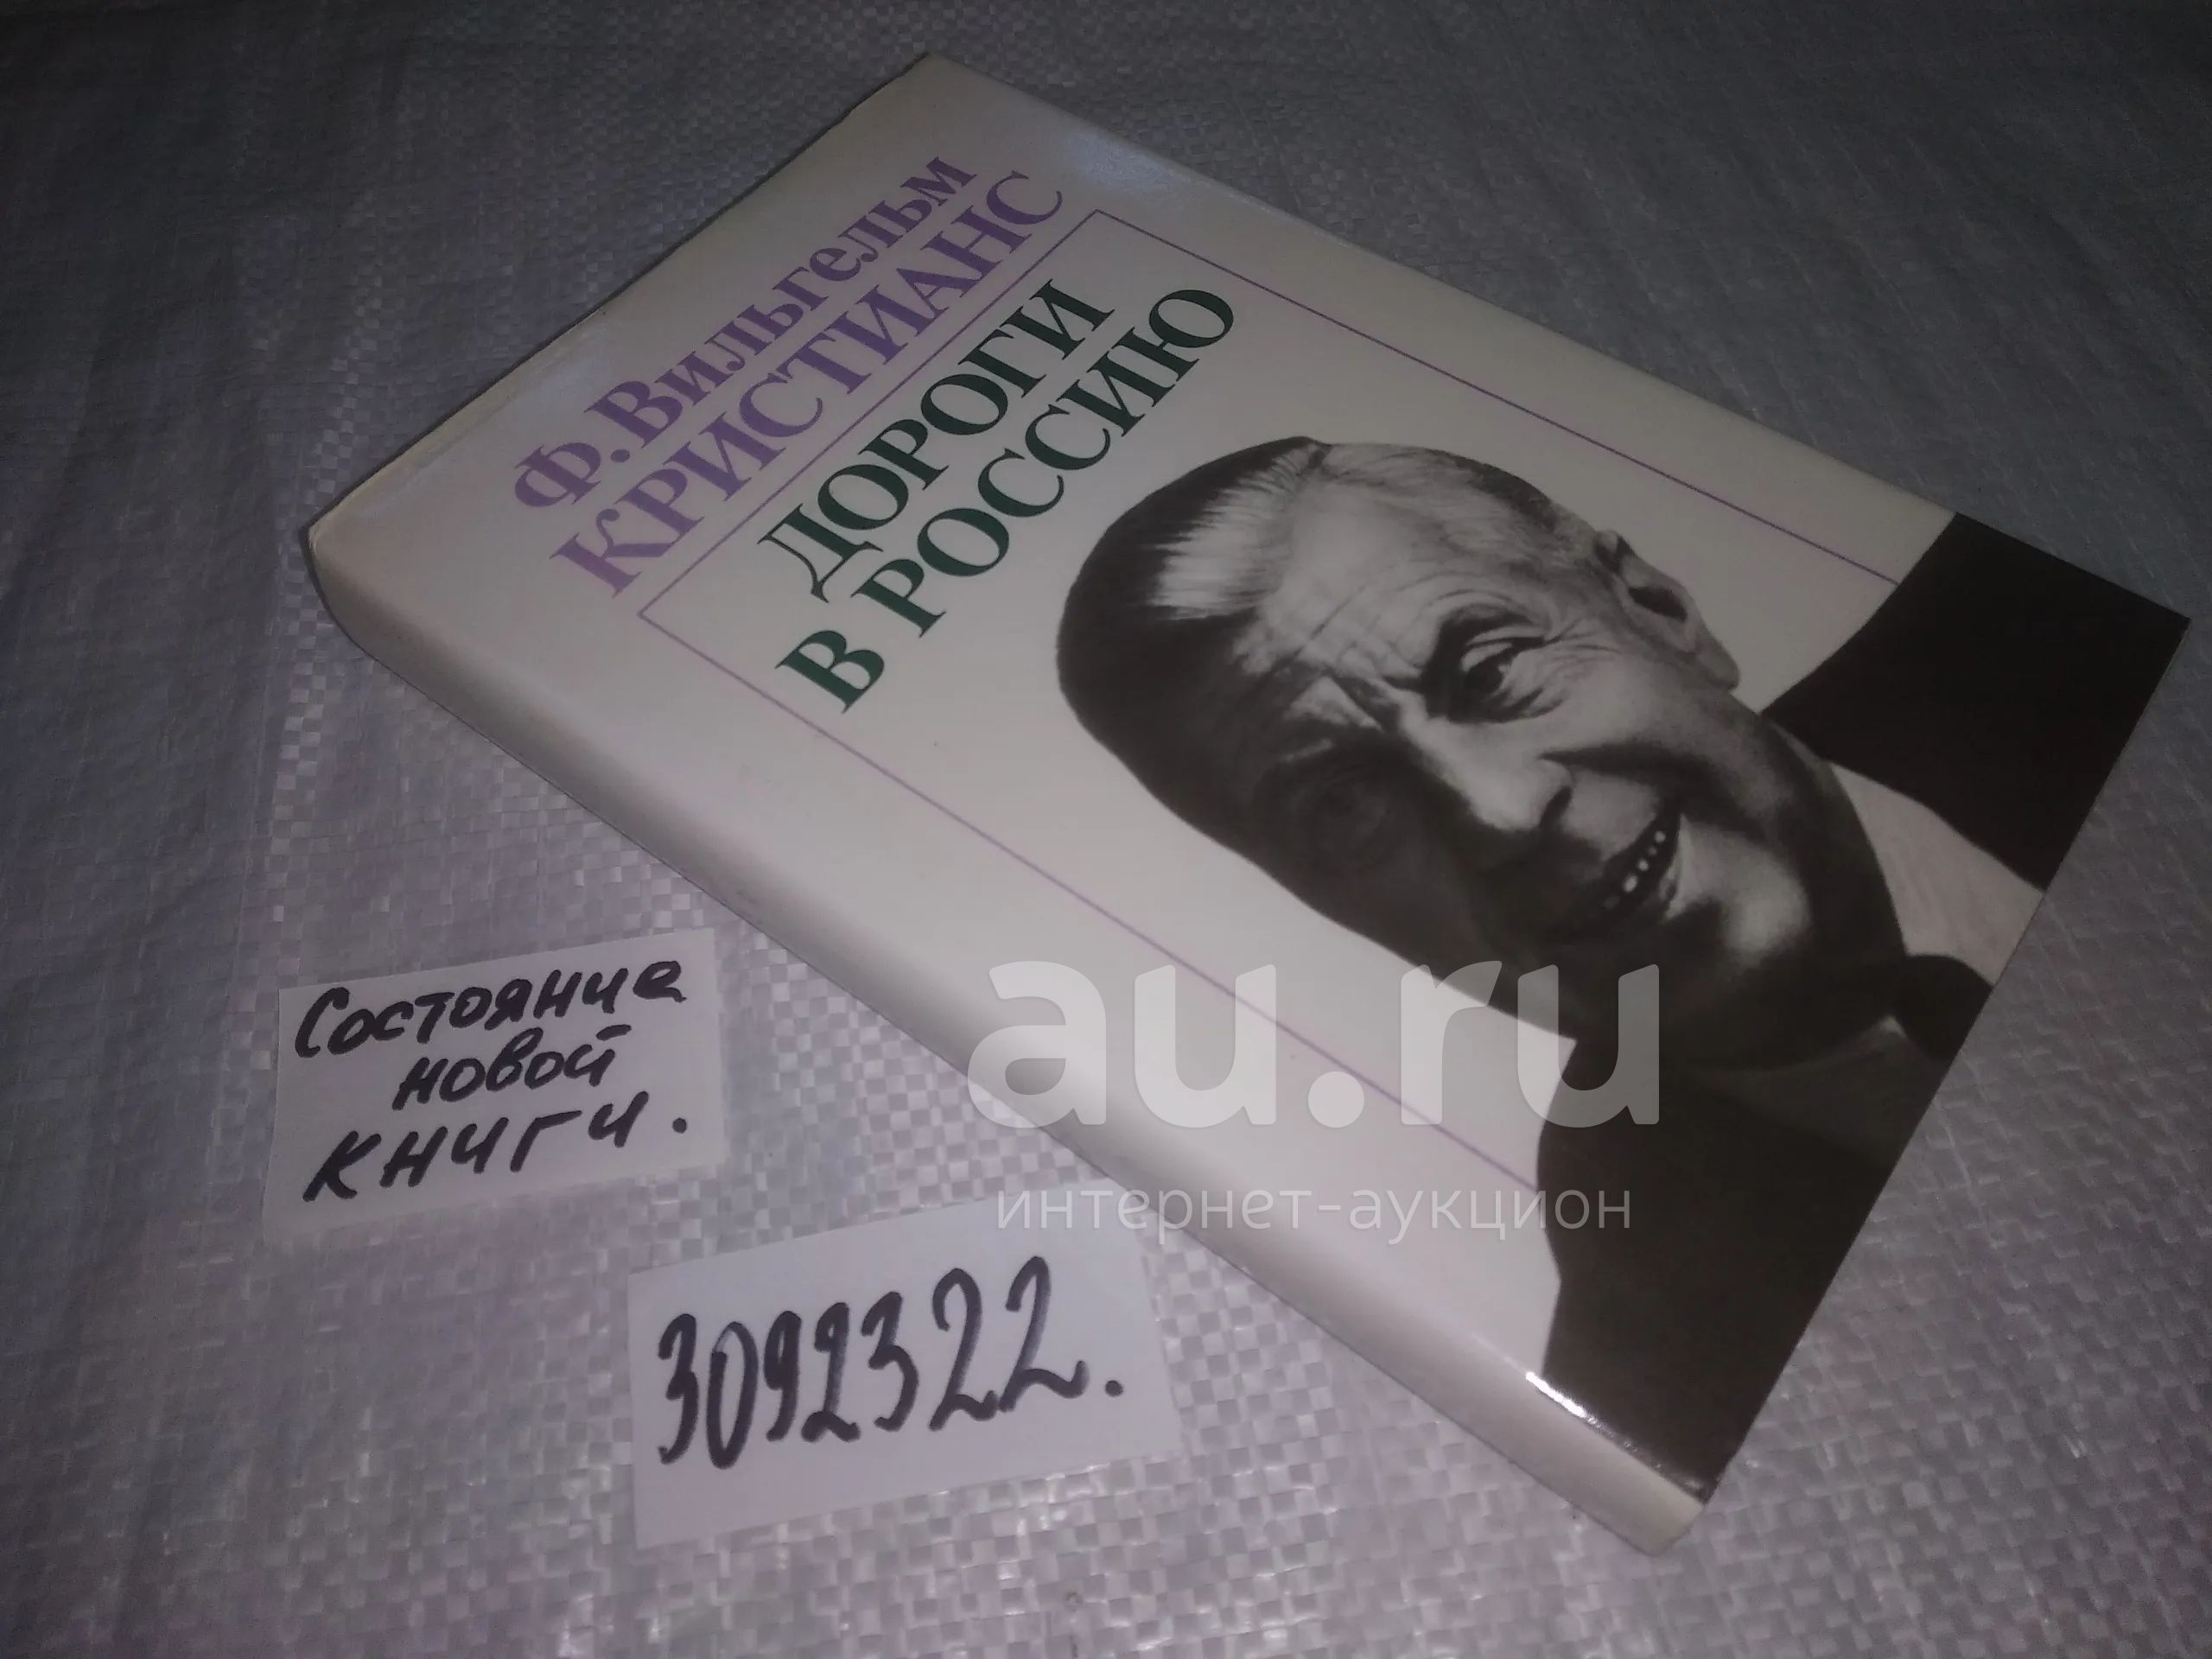 Ф. Вильгельм
КРИСТИАНС
ДОРОГИ
В РОССИЮ
au.ru
интернет-аукцион
Состояние
новой
книги.
3092322.